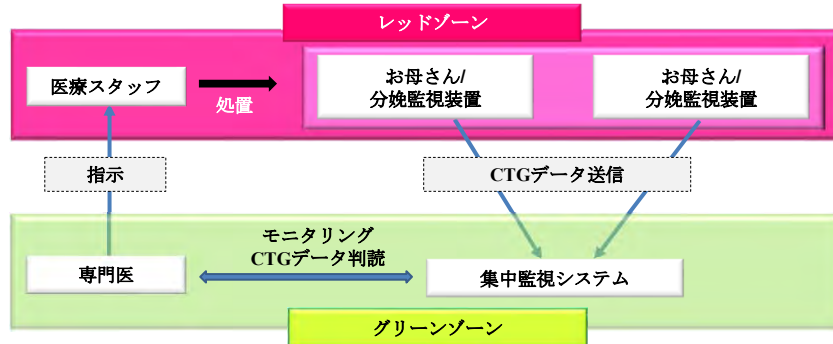 レッドゾーン
医療スタッフ
処置
お母さん/
分娩監視装置
お母さん/
分娩監視装置
指示
CTGデータ送信
モニタリング
CTGデータ判読
専門医
集中監視システム
グリーンゾーン